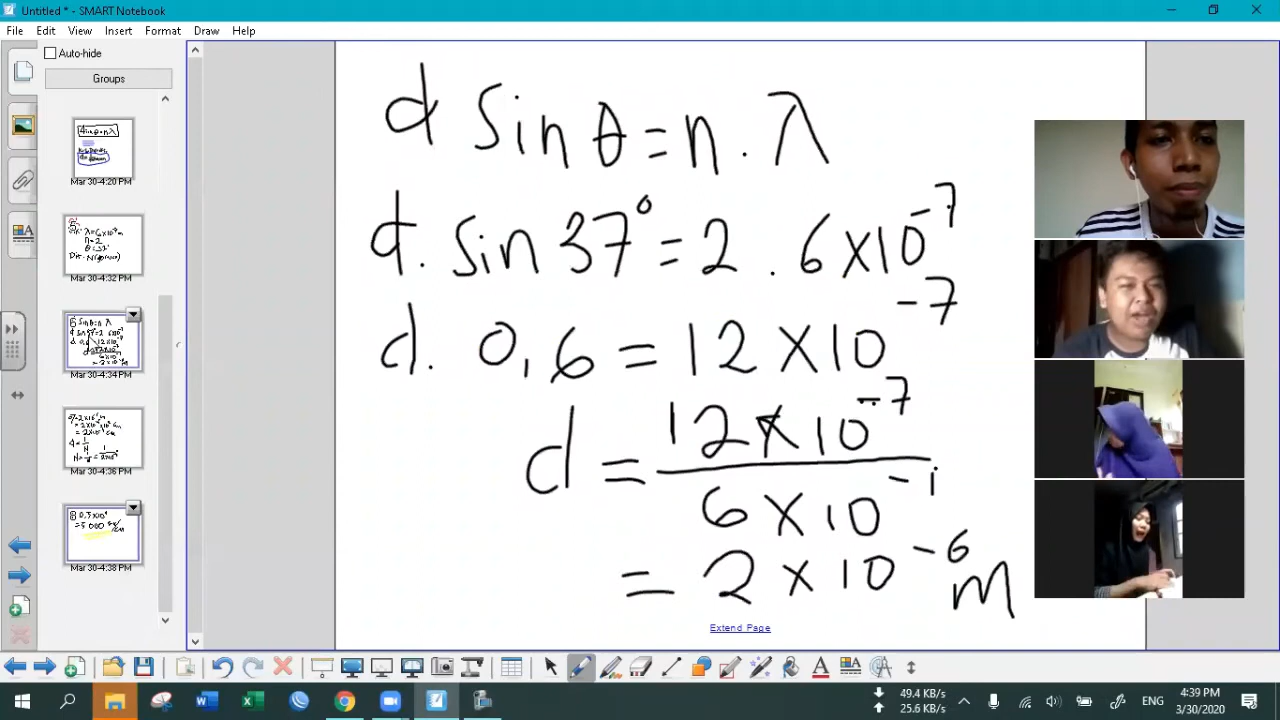 Untitled * - SMART Notebook
File Edit View Insert Format Draw Help
Auto-hide
Groups
Mar 30-4:20 PM
Mar 30-4:32 PM
Mar 30-4:34 PM
Mar 30-4:36 PM
Mar 30-4:38 PM
d sin θ = n . λ
d. sin 37° = 2 . 6 × 10⁻⁷
d. 0,6 = 12 × 10⁻⁷
d = 12 × 10⁻⁷
6 × 10⁻¹
= 2 × 10⁻⁶ m
Extend Page
49.4 KB/s
25.6 KB/s
ENG
4:39 PM
3/30/2020